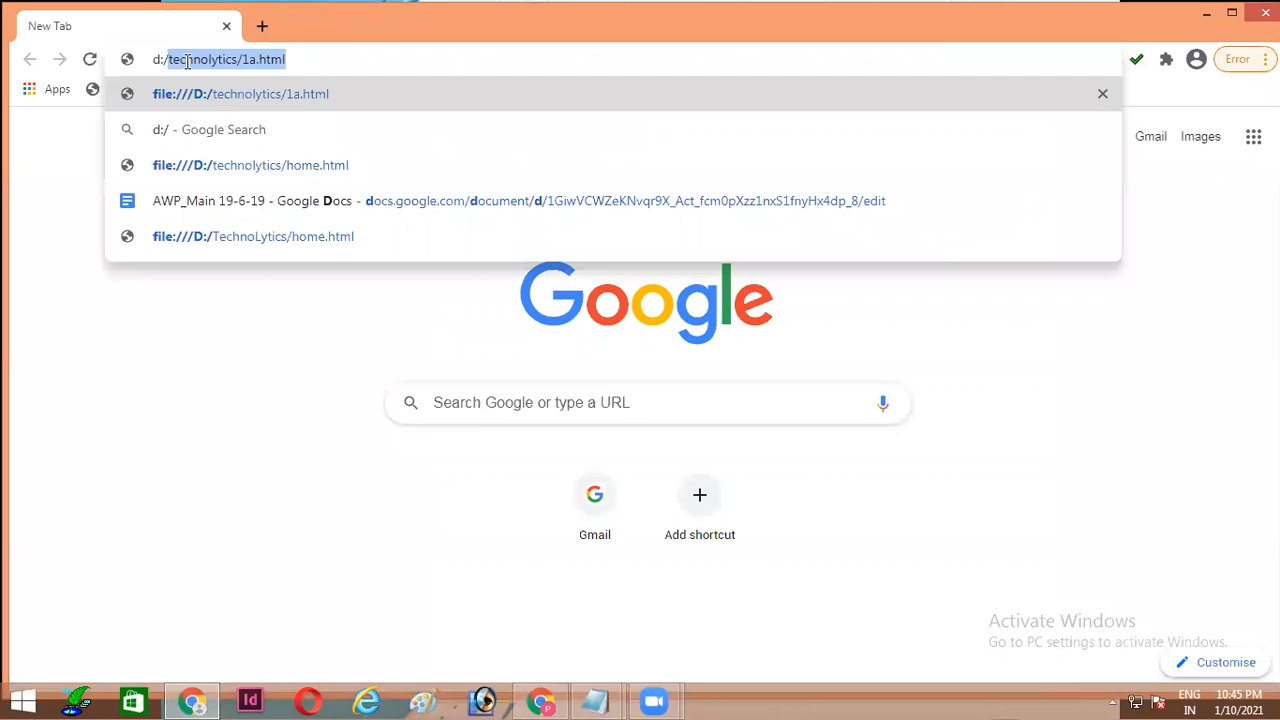 New Tab
d:/technolytics/1a.html
Error
Apps
file:///D:/technolytics/1a.html
d:/ - Google Search
file:///D:/technolytics/home.html
AWP_Main 19-6-19 - Google Docs - docs.google.com/document/d/1GiwVCWZeKNvqr9X_Act_fcm0pXzz1nxS1fnyHx4dp_8/edit
file:///D:/TechnoLytics/home.html
Gmail Images
Google
Search Google or type a URL
G
Gmail
Add shortcut
Activate Windows
Go to PC settings to activate Windows.
Customise
Id
P
ENG
IN
10:45 PM
1/10/2021